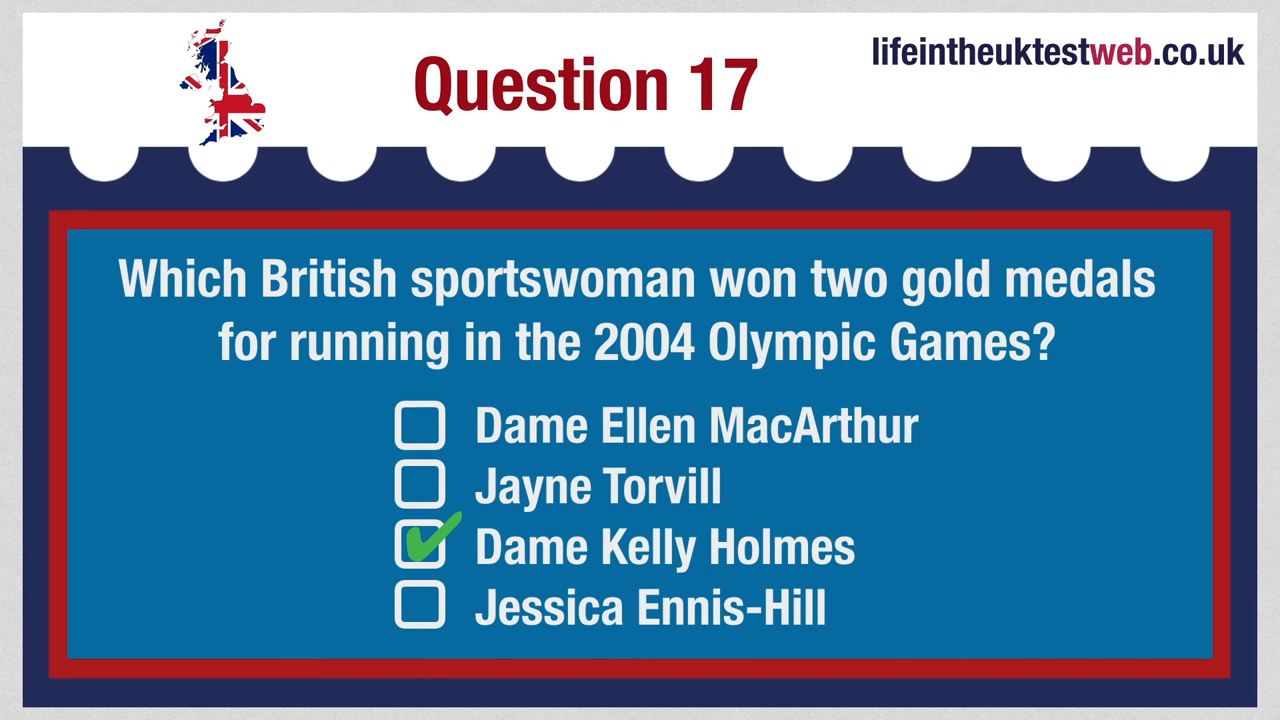 lifeintheuktestweb.co.uk
Question 17
Which British sportswoman won two gold medals
for running in the 2004 Olympic Games?
Dame Ellen MacArthur
Jayne Torvill
Dame Kelly Holmes
Jessica Ennis-Hill